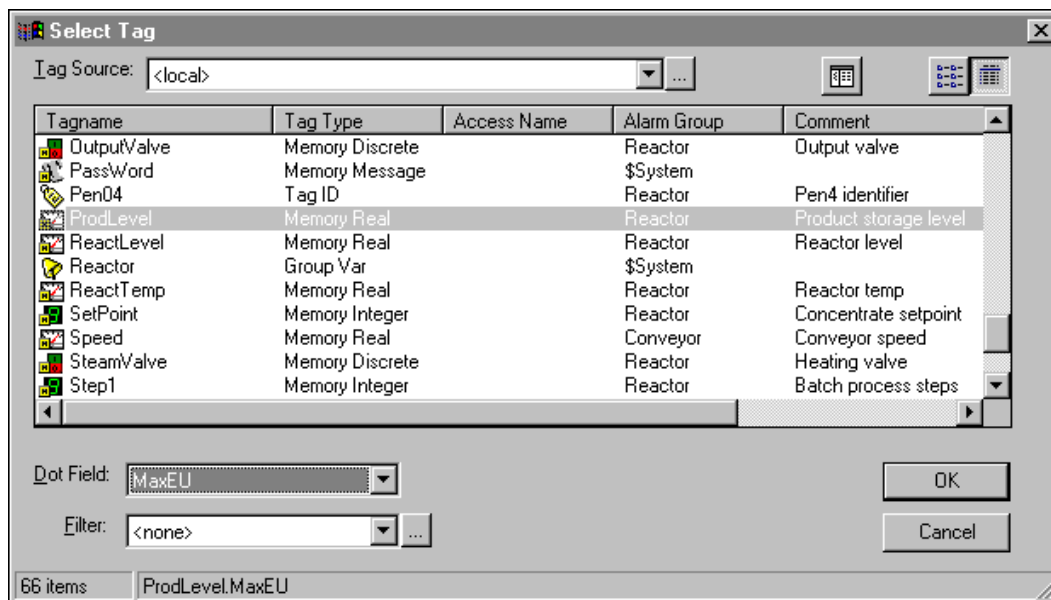 Select Tag
Tag Source: <local> ...
Tagname Tag Type Access Name Alarm Group Comment
OutputValve Memory Discrete Reactor Output valve
PassWord Memory Message $System
Pen04 Tag ID Reactor Pen4 identifier
ProdLevel Memory Real Reactor Product storage level
ReactLevel Memory Real Reactor Reactor level
Reactor Group Var $System
ReactTemp Memory Real Reactor Reactor temp
SetPoint Memory Integer Reactor Concentrate setpoint
Speed Memory Real Conveyor Conveyor speed
SteamValve Memory Discrete Reactor Heating valve
Step1 Memory Integer Reactor Batch process steps
Dot Field: MaxEU OK
Filter: <none> ... Cancel
66 items ProdLevel.MaxEU